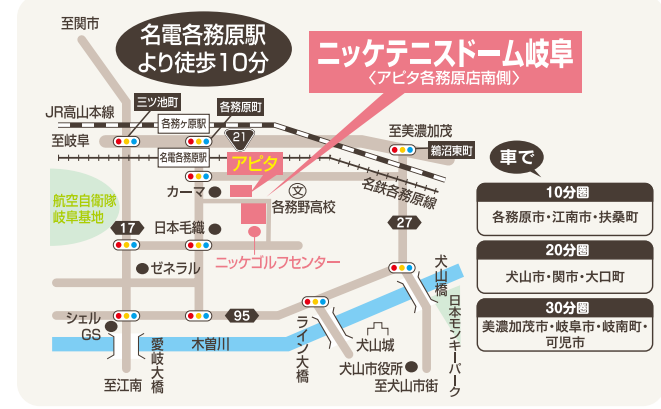 至関市
名電各務原駅
より徒歩10分
ニッケテニスドーム岐阜
〈アピタ各務原店南側〉
三ツ池町
各務原町
JR高山本線
各務ヶ原駅
21
至美濃加茂
至岐阜
鵜沼東町
名電各務原駅
アピタ
名鉄各務原線
カーマ
文
各務野高校
航空自衛隊
岐阜基地
17
日本毛織
27
ニッケゴルフセンター
ゼネラル
犬山橋
日本モンキーパーク
シェル
GS
95
愛岐大橋
木曽川
ライン大橋
犬山城
犬山市役所
至江南
至犬山市街
車で
10分圏
各務原市・江南市・扶桑町
20分圏
犬山市・関市・大口町
30分圏
美濃加茂市・岐阜市・岐南町・
可児市